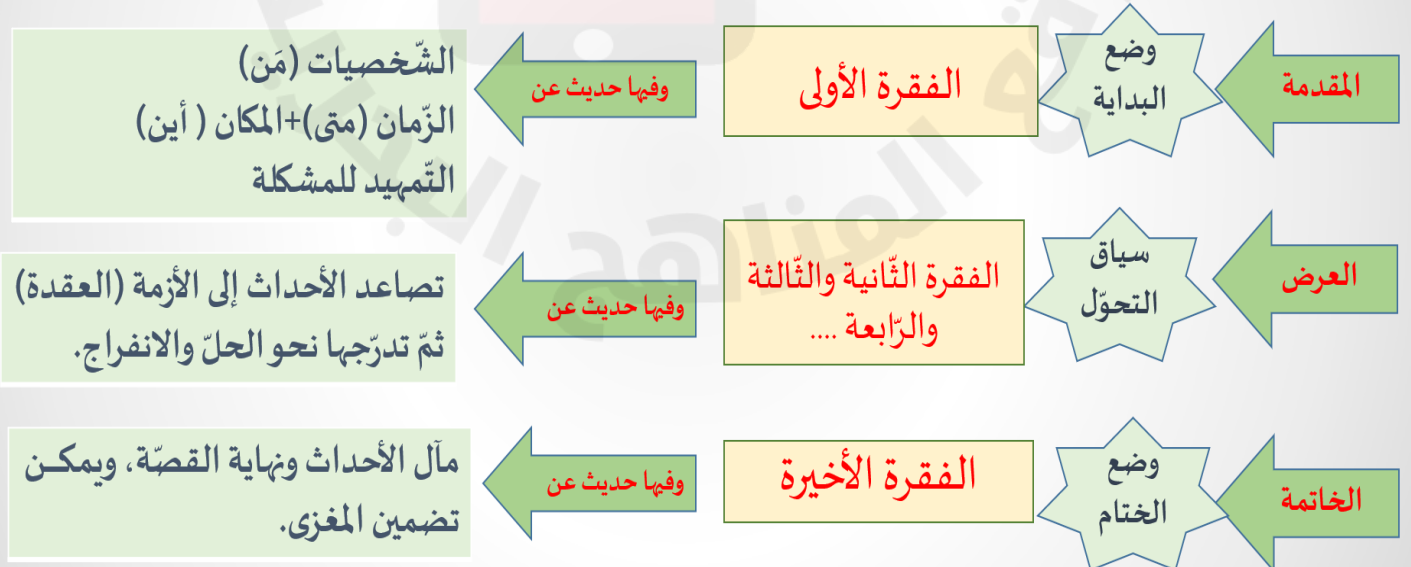 المقدمة
وضع
البداية
الفقرة الأولى
وفيها حديث عن
الشّخصيات (مَن)
الزّمان (متى)+المكان ( أين)
التّمهيد للمشكلة
العرض
سياق
التحوّل
الفقرة الثّانية والثّالثة
والرّابعة ....
وفيها حديث عن
تصاعد الأحداث إلى الأزمة (العقدة)
ثمّ تدرّجها نحو الحلّ والانفراج.
الخاتمة
وضع
الختام
الفقرة الأخيرة
وفيها حديث عن
مآل الأحداث ونهاية القصّة، ويمكـن
تضمين المغزى.